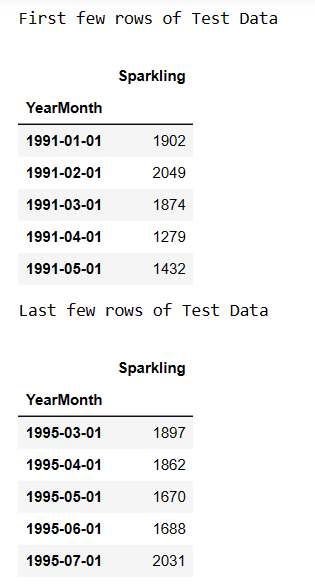 First few rows of Test Data
Sparkling
YearMonth
1991-01-01 1902
1991-02-01 2049
1991-03-01 1874
1991-04-01 1279
1991-05-01 1432
Last few rows of Test Data
Sparkling
YearMonth
1995-03-01 1897
1995-04-01 1862
1995-05-01 1670
1995-06-01 1688
1995-07-01 2031